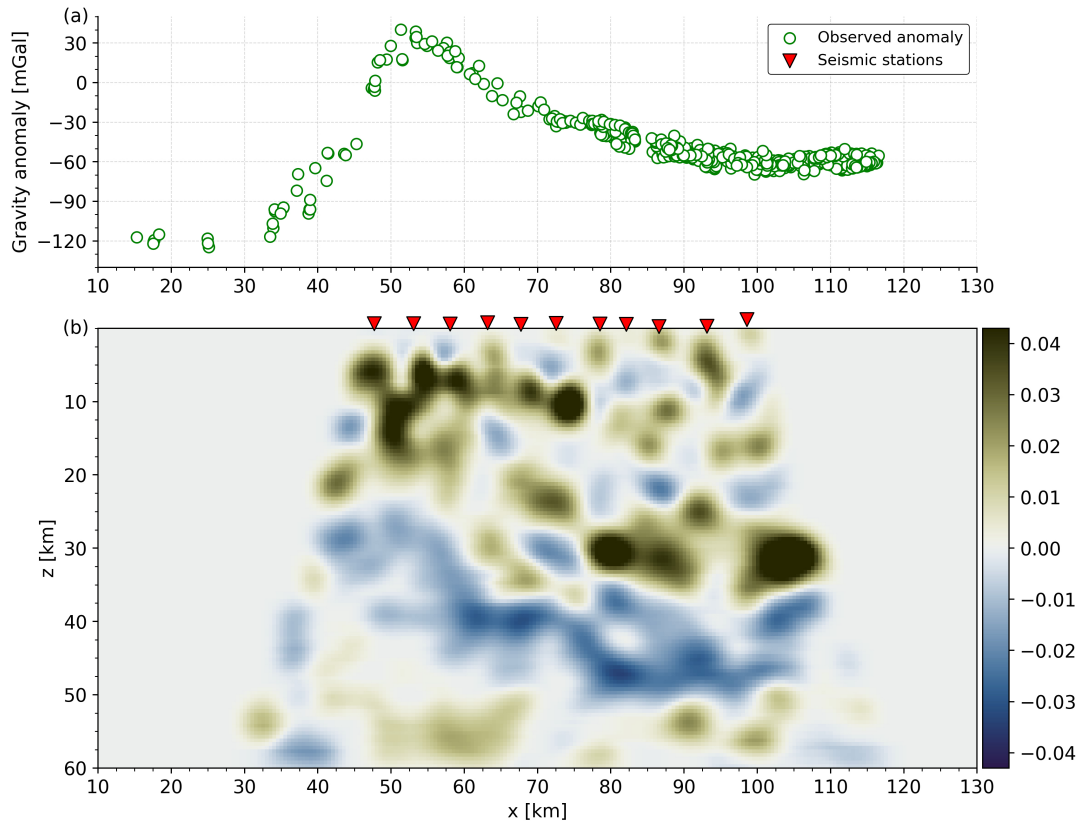 (a)
Gravity anomaly [mGal]
30
0
−30
−60
−90
−120
Observed anomaly
Seismic stations
10 20 30 40 50 60 70 80 90 100 110 120 130
(b)
z [km]
10
20
30
40
50
60
10 20 30 40 50 60 70 80 90 100 110 120 130
x [km]
0.04
0.03
0.02
0.01
0.00
−0.01
−0.02
−0.03
−0.04